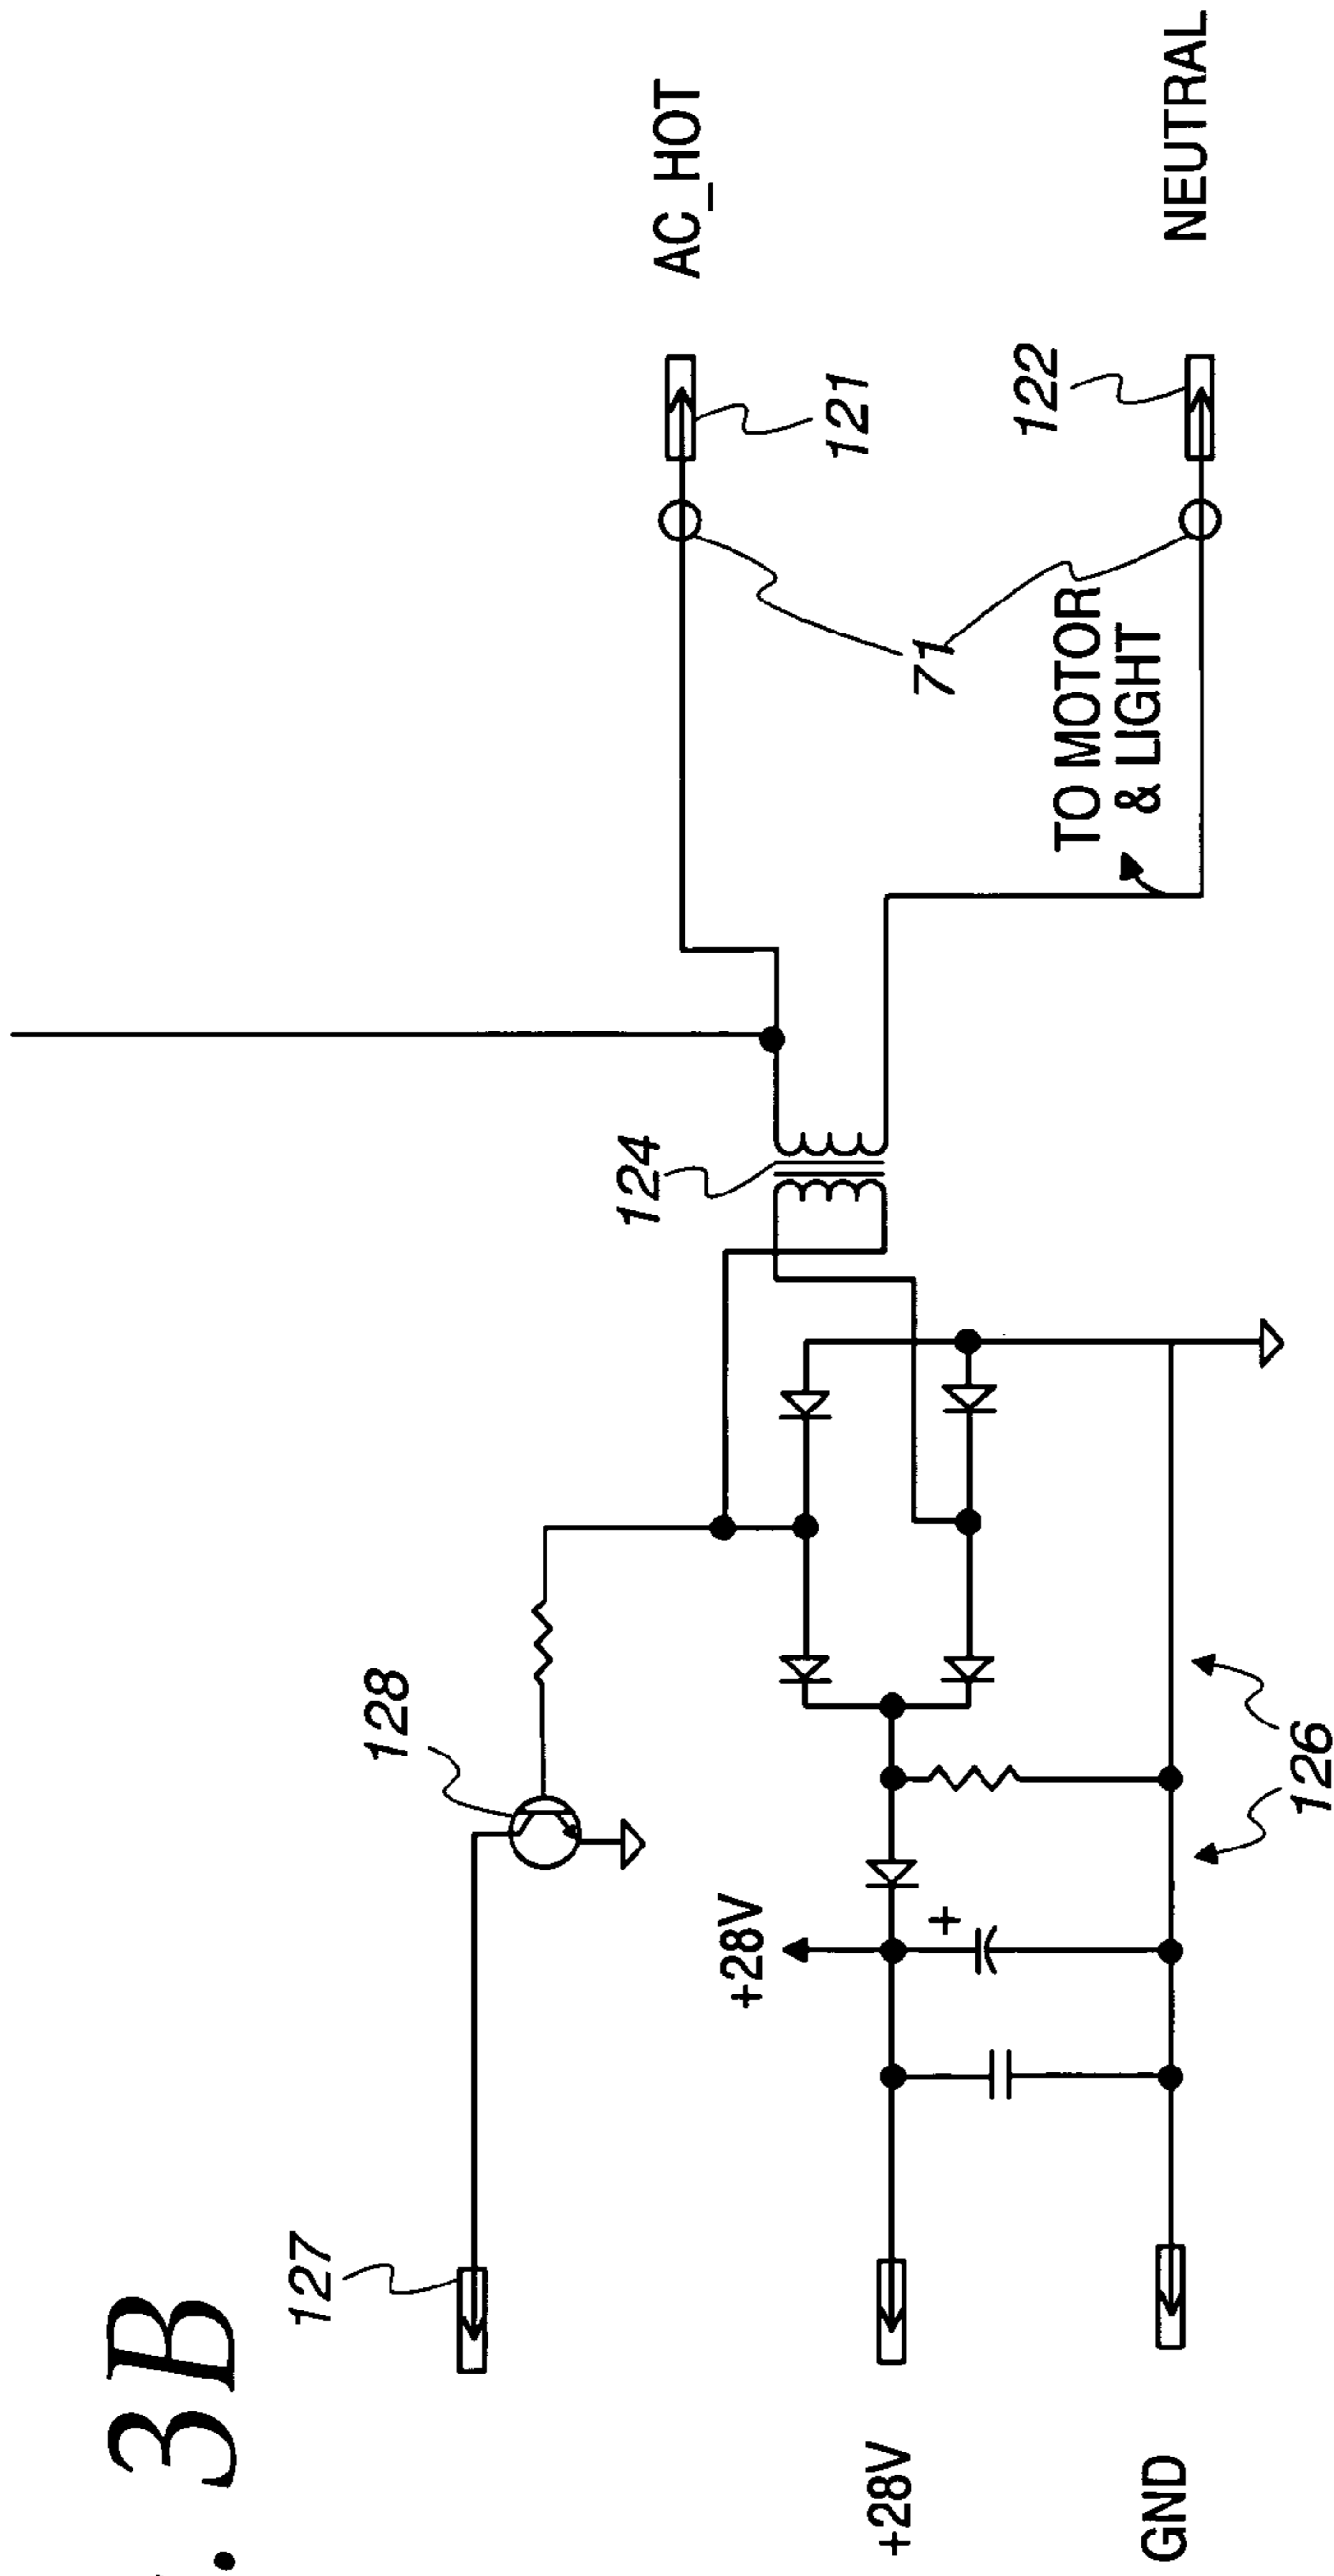 . 3B
127
128
124
AC_HOT
121
71
122
NEUTRAL
TO MOTOR
& LIGHT
+28V
+
+28V
GND
126